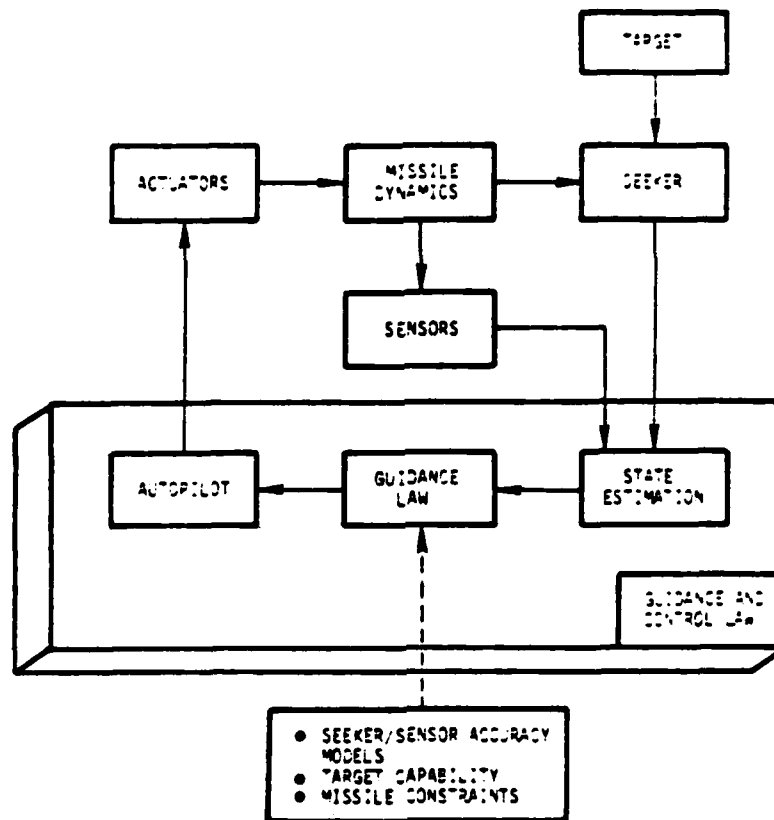 TARGET
ACTUATORS
MISSILE
DYNAMICS
SEEKER
SENSORS
AUTOPILOT
GUIDANCE
LAW
STATE
ESTIMATION
GUIDANCE AND
CONTROL LAW
● SEEKER/SENSOR ACCURACY
MODELS
● TARGET CAPABILITY
● MISSILE CONSTRAINTS